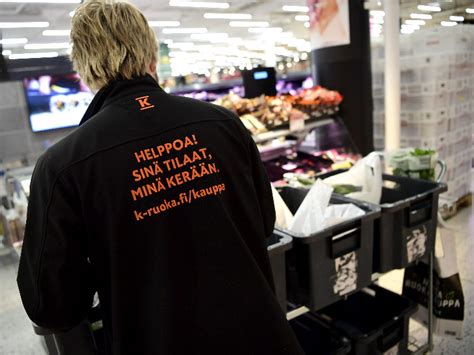 K
HELPPOA!
SINÄ TILAAT,
MINÄ KERÄÄN.
k-ruoka.fi/kauppa